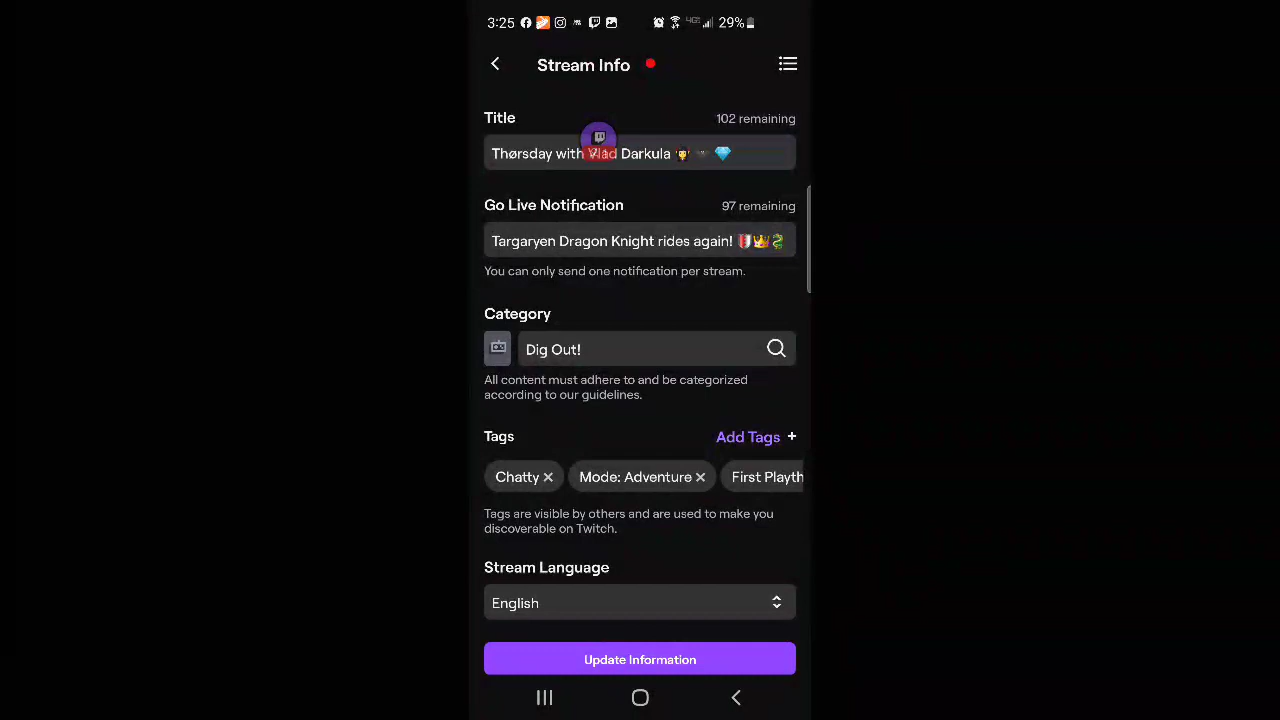 3:25 29%
Stream Info
Title 102 remaining
Thørsday with Vlad Darkula 🧛 🦇 💎
Go Live Notification 97 remaining
Targaryen Dragon Knight rides again! 🛡️👑🐉
You can only send one notification per stream.
Category
Dig Out!
All content must adhere to and be categorized
according to our guidelines.
Tags Add Tags +
Chatty × Mode: Adventure × First Playth
Tags are visible by others and are used to make you
discoverable on Twitch.
Stream Language
English
Update Information